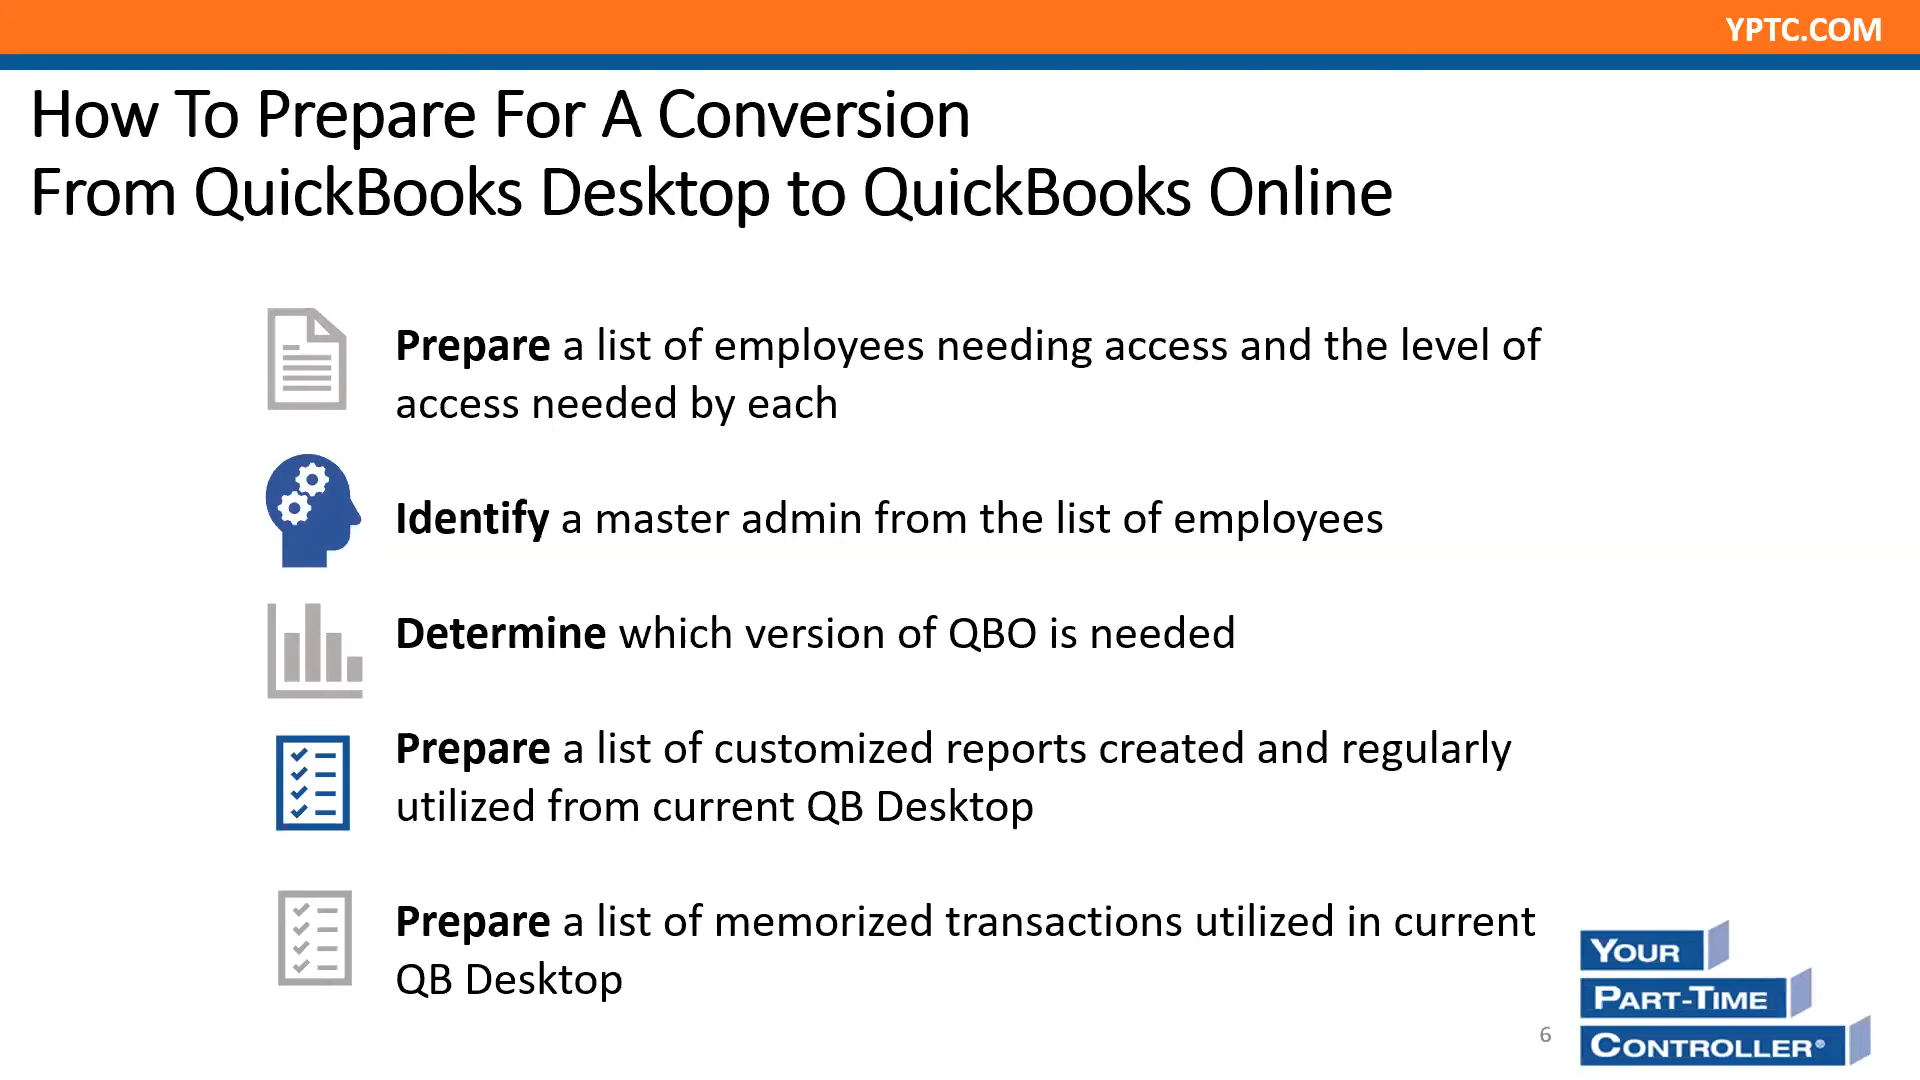 YPTC.COM
How To Prepare For A Conversion
From QuickBooks Desktop to QuickBooks Online
Prepare a list of employees needing access and the level of
access needed by each
Identify a master admin from the list of employees
Determine which version of QBO is needed
Prepare a list of customized reports created and regularly
utilized from current QB Desktop
Prepare a list of memorized transactions utilized in current
QB Desktop
YOUR
PART-TIME
CONTROLLER®
6